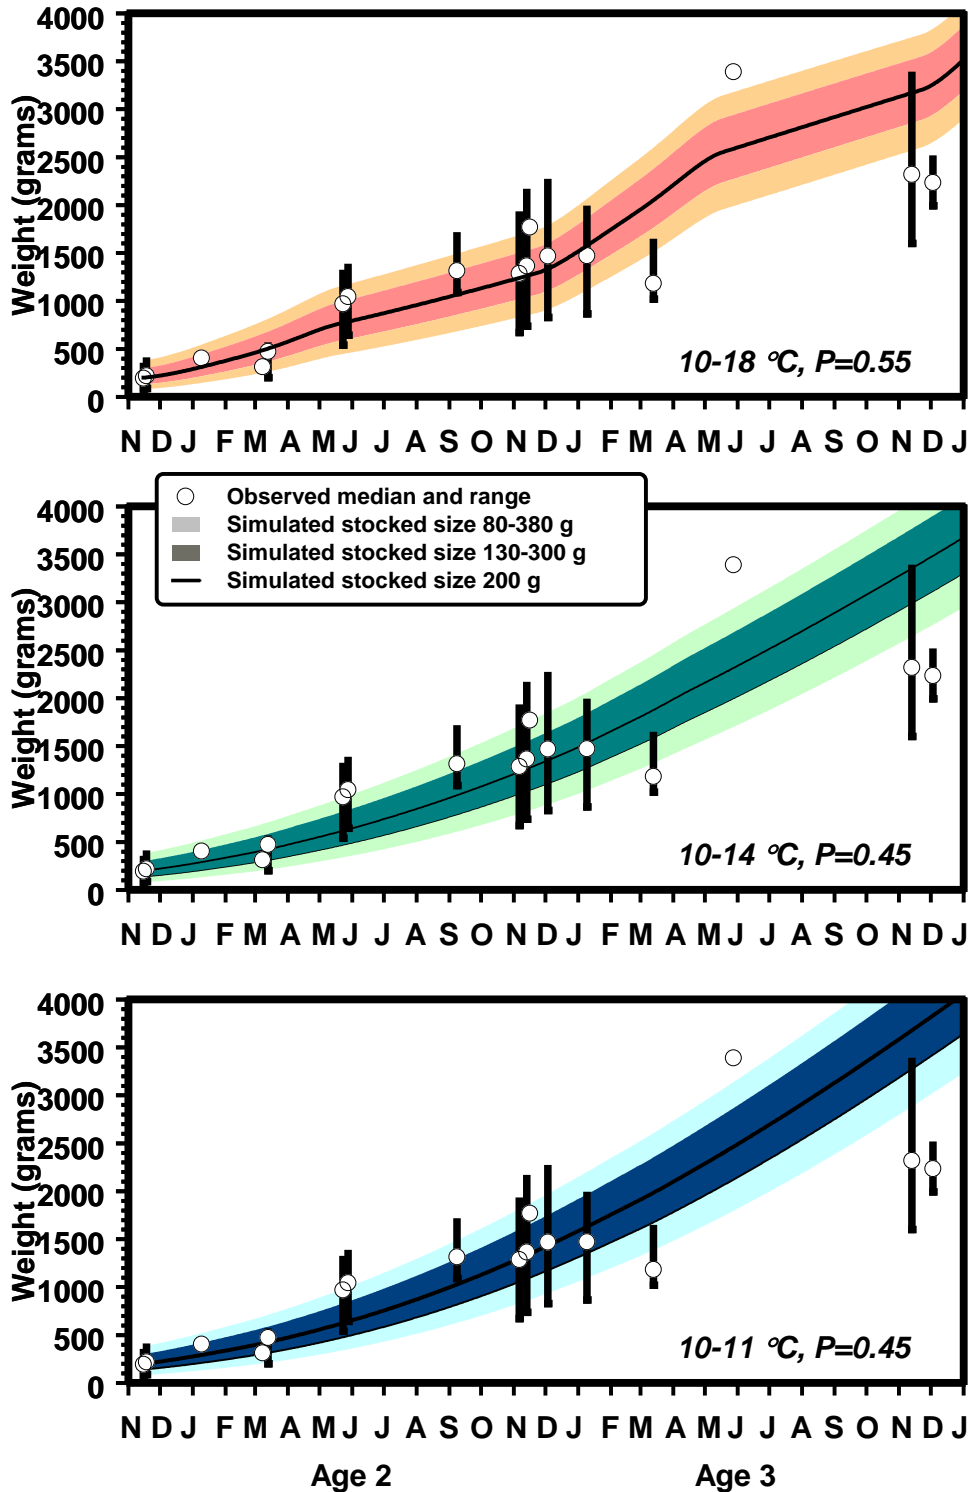 4000
3500
3000
2500
2000
1500
1000
500
0
Weight (grams)
10-18 °C, P=0.55
N D J F M A M J J A S O N D J F M A M J J A S O N D J
Observed median and range
Simulated stocked size 80-380 g
Simulated stocked size 130-300 g
Simulated stocked size 200 g
4000
3500
3000
2500
2000
1500
1000
500
0
Weight (grams)
10-14 °C, P=0.45
N D J F M A M J J A S O N D J F M A M J J A S O N D J
4000
3500
3000
2500
2000
1500
1000
500
0
Weight (grams)
10-11 °C, P=0.45
N D J F M A M J J A S O N D J F M A M J J A S O N D J
Age 2 Age 3